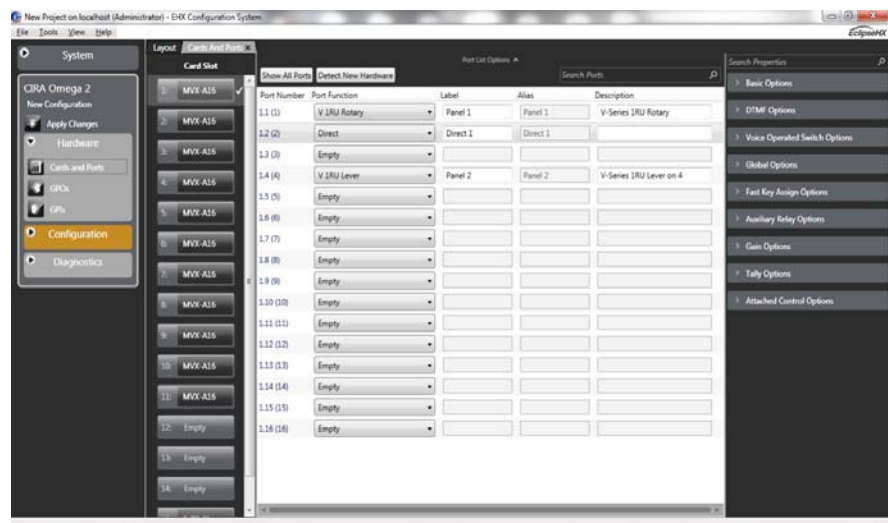 New Project on localhost (Administrator) - EHX Configuration System
File Tools View Help
EclipseHX
System
CIRA Omega 2
New Configuration
Apply Changes
Hardware
Cards and Ports
GPOs
GPIs
Configuration
Diagnostics
Layout Cards And Ports x
Card Slot
1: MVX-A16
2: MVX-A16
3: MVX-A16
4: MVX-A16
5: MVX-A16
6: MVX-A16
7: MVX-A16
8: MVX-A16
9: MVX-A16
10: MVX-A16
11: MVX-A16
12: Empty
13: Empty
14: Empty
Port List Options
Show All Ports Detect New Hardware Search Ports
Port Number Port Function Label Alias Description
1.1 (1) V 1RU Rotary Panel 1 Panel 1 V-Series 1RU Rotary
1.2 (2) Direct Direct 1 Direct 1
1.3 (3) Empty
1.4 (4) V 1RU Lever Panel 2 Panel 2 V-Series 1RU Lever on 4
1.5 (5) Empty
1.6 (6) Empty
1.7 (7) Empty
1.8 (8) Empty
1.9 (9) Empty
1.10 (10) Empty
1.11 (11) Empty
1.12 (12) Empty
1.13 (13) Empty
1.14 (14) Empty
1.15 (15) Empty
1.16 (16) Empty
Search Properties
Basic Options
DTMF Options
Voice Operated Switch Options
Global Options
Fast Key Assign Options
Auxiliary Relay Options
Gain Options
Tally Options
Attached Control Options